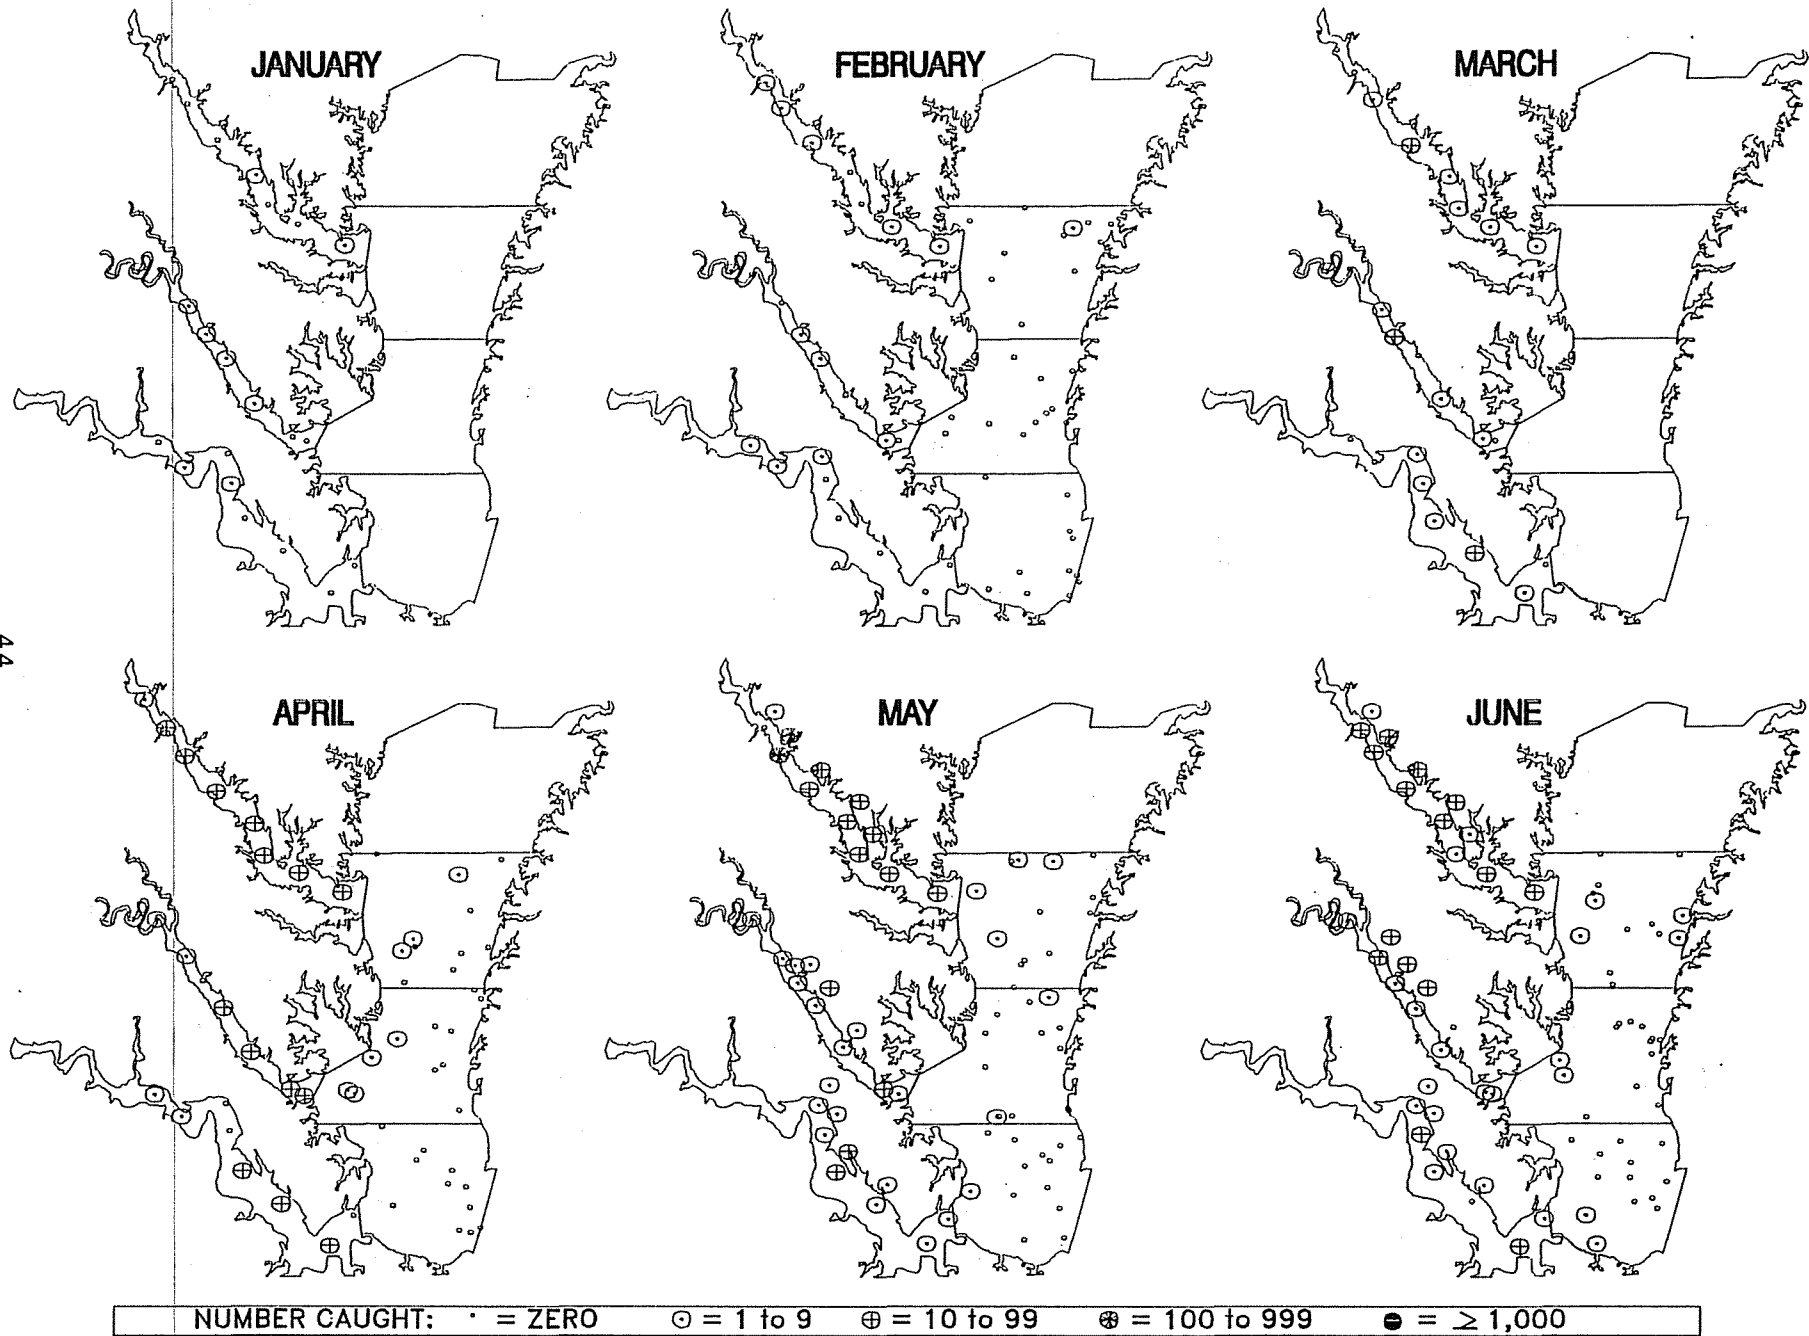 JANUARY FEBRUARY MARCH
44
APRIL MAY JUNE
NUMBER CAUGHT: · = ZERO ⊙ = 1 to 9 ⊕ = 10 to 99 ⊛ = 100 to 999 ● = ≥ 1,000